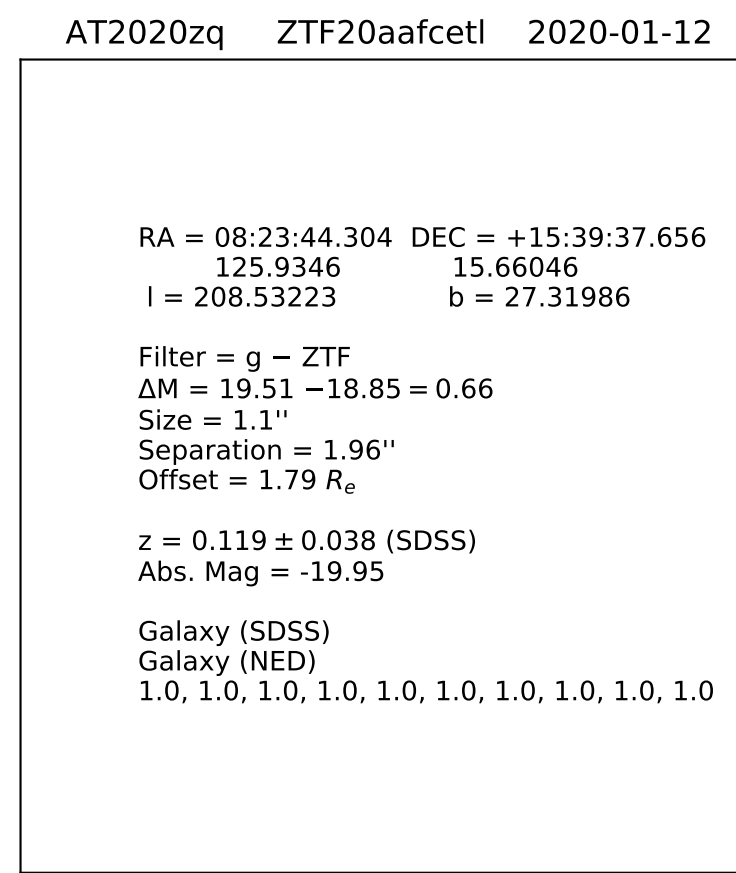 AT2020zq ZTF20aafcetl 2020-01-12
RA = 08:23:44.304 DEC = +15:39:37.656
125.9346 15.66046
l = 208.53223 b = 27.31986
Filter = g − ZTF
ΔM = 19.51 −18.85 = 0.66
Size = 1.1''
Separation = 1.96''
Offset = 1.79 Rₑ
z = 0.119 ± 0.038 (SDSS)
Abs. Mag = -19.95
Galaxy (SDSS)
Galaxy (NED)
1.0, 1.0, 1.0, 1.0, 1.0, 1.0, 1.0, 1.0, 1.0, 1.0